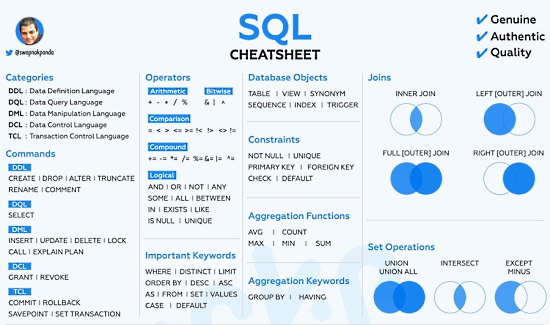 SQL
CHEATSHEET
@swapnakpanda
✔ Genuine
✔ Authentic
✔ Quality
Categories
DDL : Data Definition Language
DQL : Data Query Language
DML : Data Manipulation Language
DCL : Data Control Language
TCL : Transaction Control Language
Commands
DDL
CREATE | DROP | ALTER | TRUNCATE
RENAME | COMMENT
DQL
SELECT
DML
INSERT | UPDATE | DELETE | LOCK
CALL | EXPLAIN PLAN
DCL
GRANT | REVOKE
TCL
COMMIT | ROLLBACK
SAVEPOINT | SET TRANSACTION
Operators
Arithmetic Bitwise
+ - * / % & | ^
Comparison
= < > <= >= !< !> <> !=
Compound
+= -= *= /= %= &= |= ^=
Logical
AND | OR | NOT | ANY
SOME | ALL | BETWEEN
IN | EXISTS | LIKE
IS NULL | UNIQUE
Important Keywords
WHERE | DISTINCT | LIMIT
ORDER BY | DESC | ASC
AS | FROM | SET | VALUES
CASE | DEFAULT
Database Objects
TABLE | VIEW | SYNONYM
SEQUENCE | INDEX | TRIGGER
Constraints
NOT NULL | UNIQUE
PRIMARY KEY | FOREIGN KEY
CHECK | DEFAULT
Aggregation Functions
AVG | COUNT
MAX | MIN | SUM
Aggregation Keywords
GROUP BY | HAVING
Joins
INNER JOIN LEFT [OUTER] JOIN
FULL [OUTER] JOIN RIGHT [OUTER] JOIN
Set Operations
UNION INTERSECT EXCEPT
UNION ALL MINUS